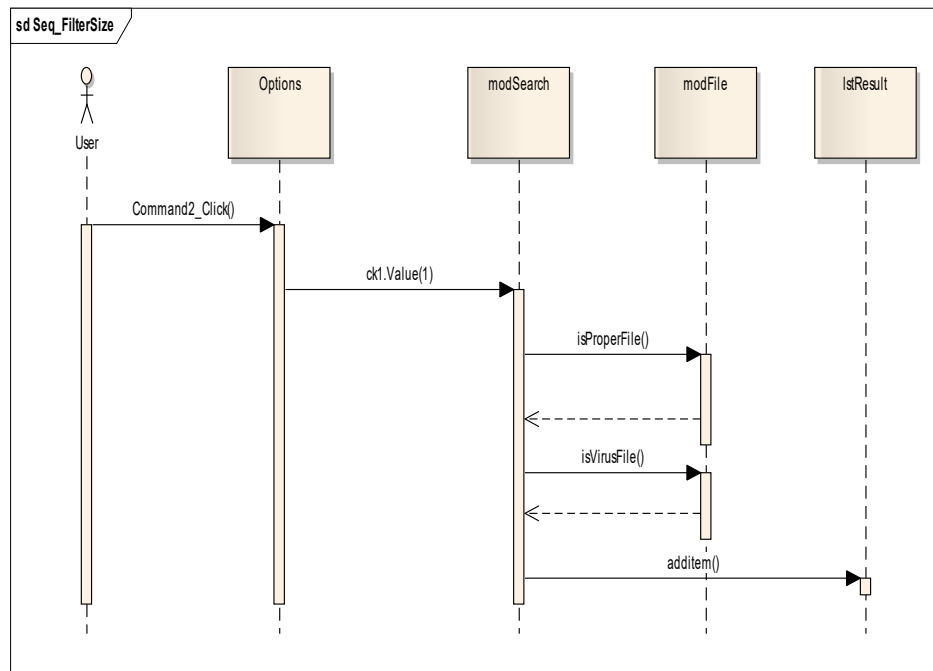 sd Seq_FilterSize
User
Options
modSearch
modFile
lstResult
Command2_Click()
ck1.Value(1)
isProperFile()
isVirusFile()
additem()